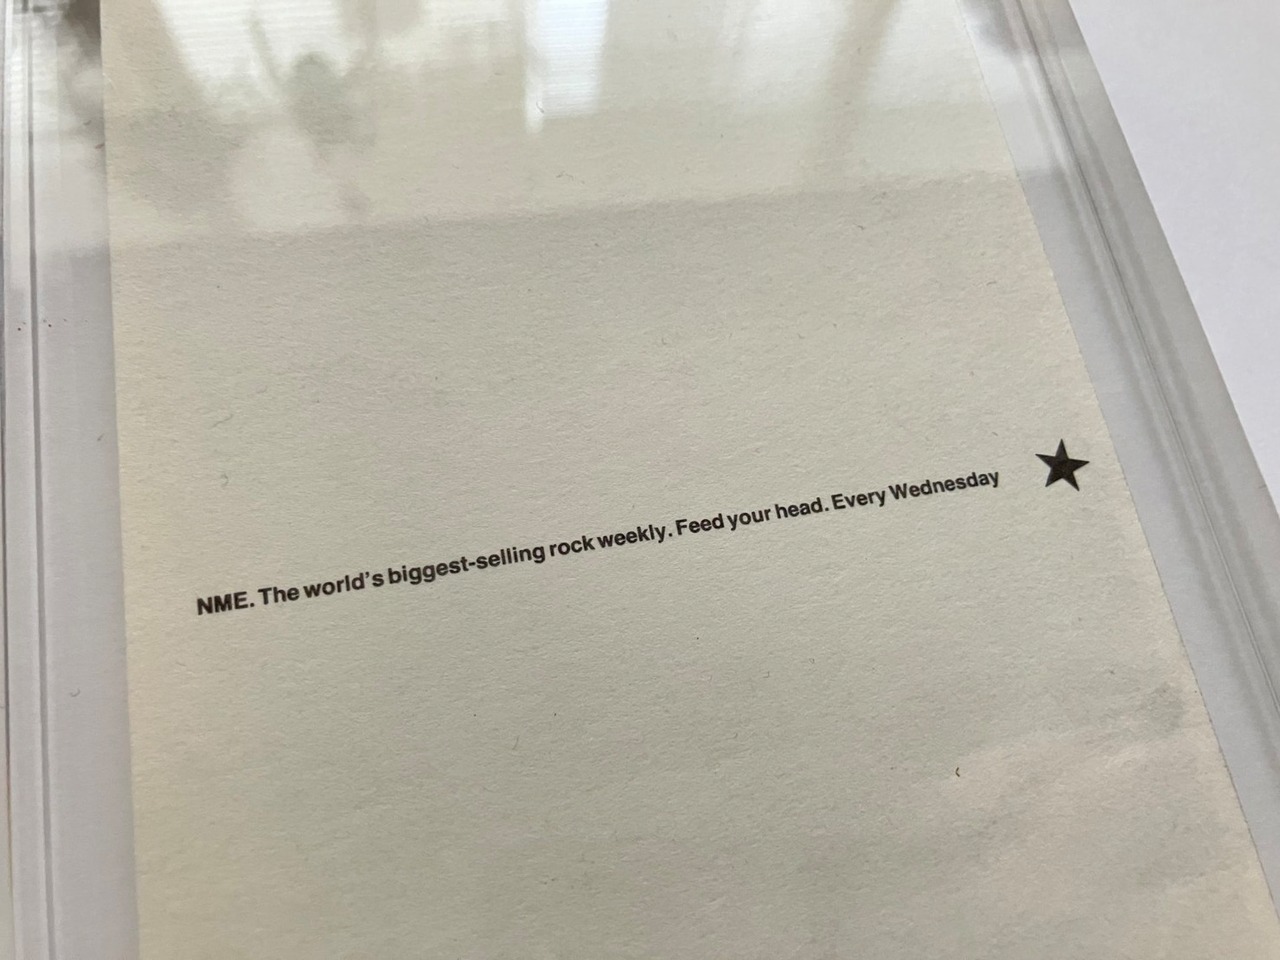 NME. The world's biggest-selling rock weekly. Feed your head. Every Wednesday